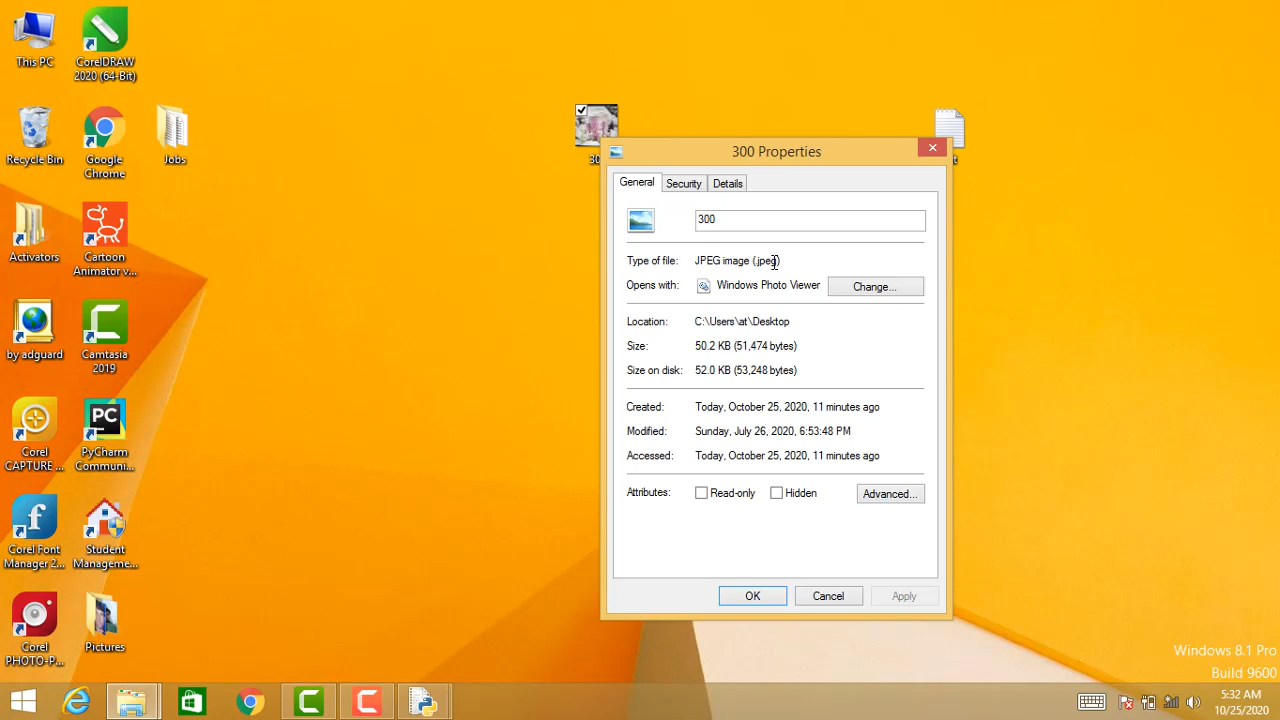 This PC
CorelDRAW
2020 (64-Bit)
Recycle Bin
Google
Chrome
Jobs
Activators
Cartoon
Animator v...
by adguard
Camtasia
2019
Corel
CAPTURE ...
PyCharm
Communi...
Corel Font
Manager 2...
Student
Manageme...
Corel
PHOTO-P...
Pictures
300 Properties
General
Security
Details
300
Type of file:
JPEG image (.jpeg)
Opens with:
Windows Photo Viewer
Change...
Location:
C:\Users\at\Desktop
Size:
50.2 KB (51,474 bytes)
Size on disk:
52.0 KB (53,248 bytes)
Created:
Today, October 25, 2020, 11 minutes ago
Modified:
Sunday, July 26, 2020, 6:53:48 PM
Accessed:
Today, October 25, 2020, 11 minutes ago
Attributes:
Read-only
Hidden
Advanced...
OK
Cancel
Apply
Windows 8.1 Pro
Build 9600
5:32 AM
10/25/2020